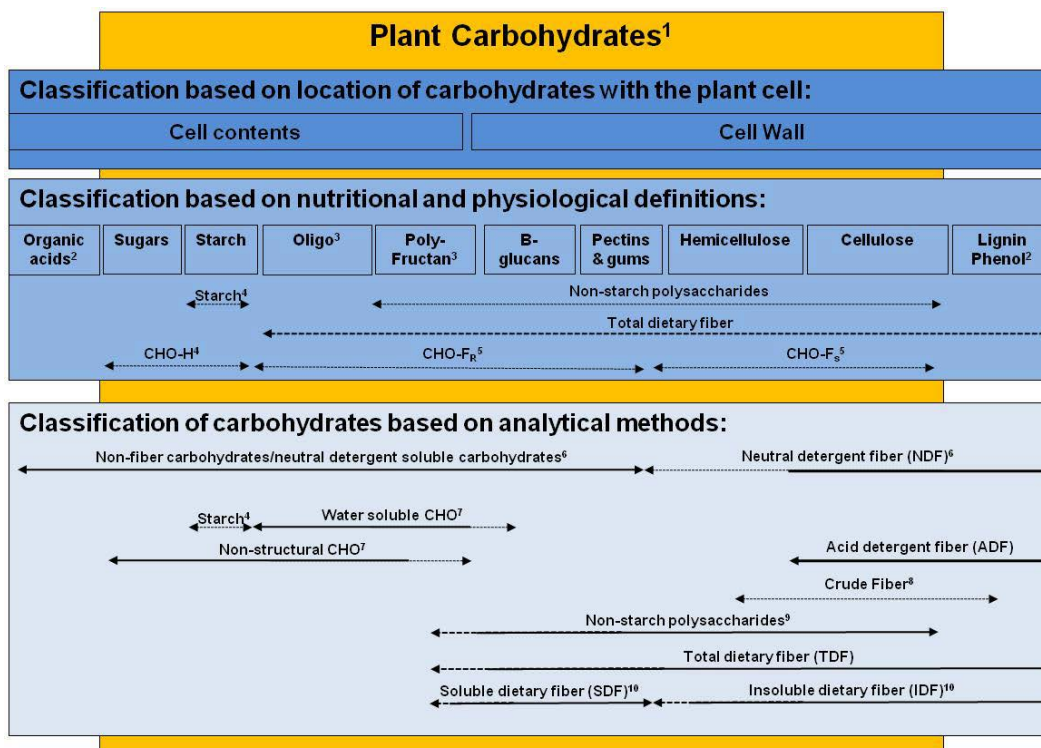 Plant Carbohydrates¹
Classification based on location of carbohydrates with the plant cell:
Cell contents
Cell Wall
Classification based on nutritional and physiological definitions:
Organic
acids²
Sugars
Starch
Oligo³
Poly-
Fructan³
B-
glucans
Pectins
& gums
Hemicellulose
Cellulose
Lignin
Phenol²
Starch⁴
Non-starch polysaccharides
Total dietary fiber
CHO-H⁴
CHO-F_R⁵
CHO-F_S⁵
Classification of carbohydrates based on analytical methods:
Non-fiber carbohydrates/neutral detergent soluble carbohydrates⁶
Neutral detergent fiber (NDF)⁶
Starch⁴
Water soluble CHO⁷
Non-structural CHO⁷
Acid detergent fiber (ADF)
Crude Fiber⁸
Non-starch polysaccharides⁹
Total dietary fiber (TDF)
Soluble dietary fiber (SDF)¹⁰
Insoluble dietary fiber (IDF)¹⁰